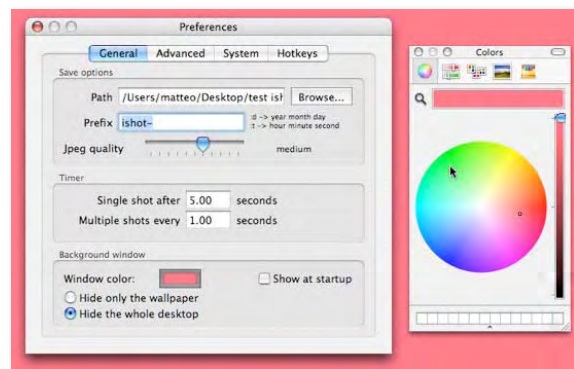 Preferences
General Advanced System Hotkeys
Save options
Path /Users/matteo/Desktop/test ish Browse...
Prefix ishot-
:d -> year month day
:t -> hour minute second
Jpeg quality medium
Timer
Single shot after 5.00 seconds
Multiple shots every 1.00 seconds
Background window
Window color: Show at startup
Hide only the wallpaper
Hide the whole desktop
Colors